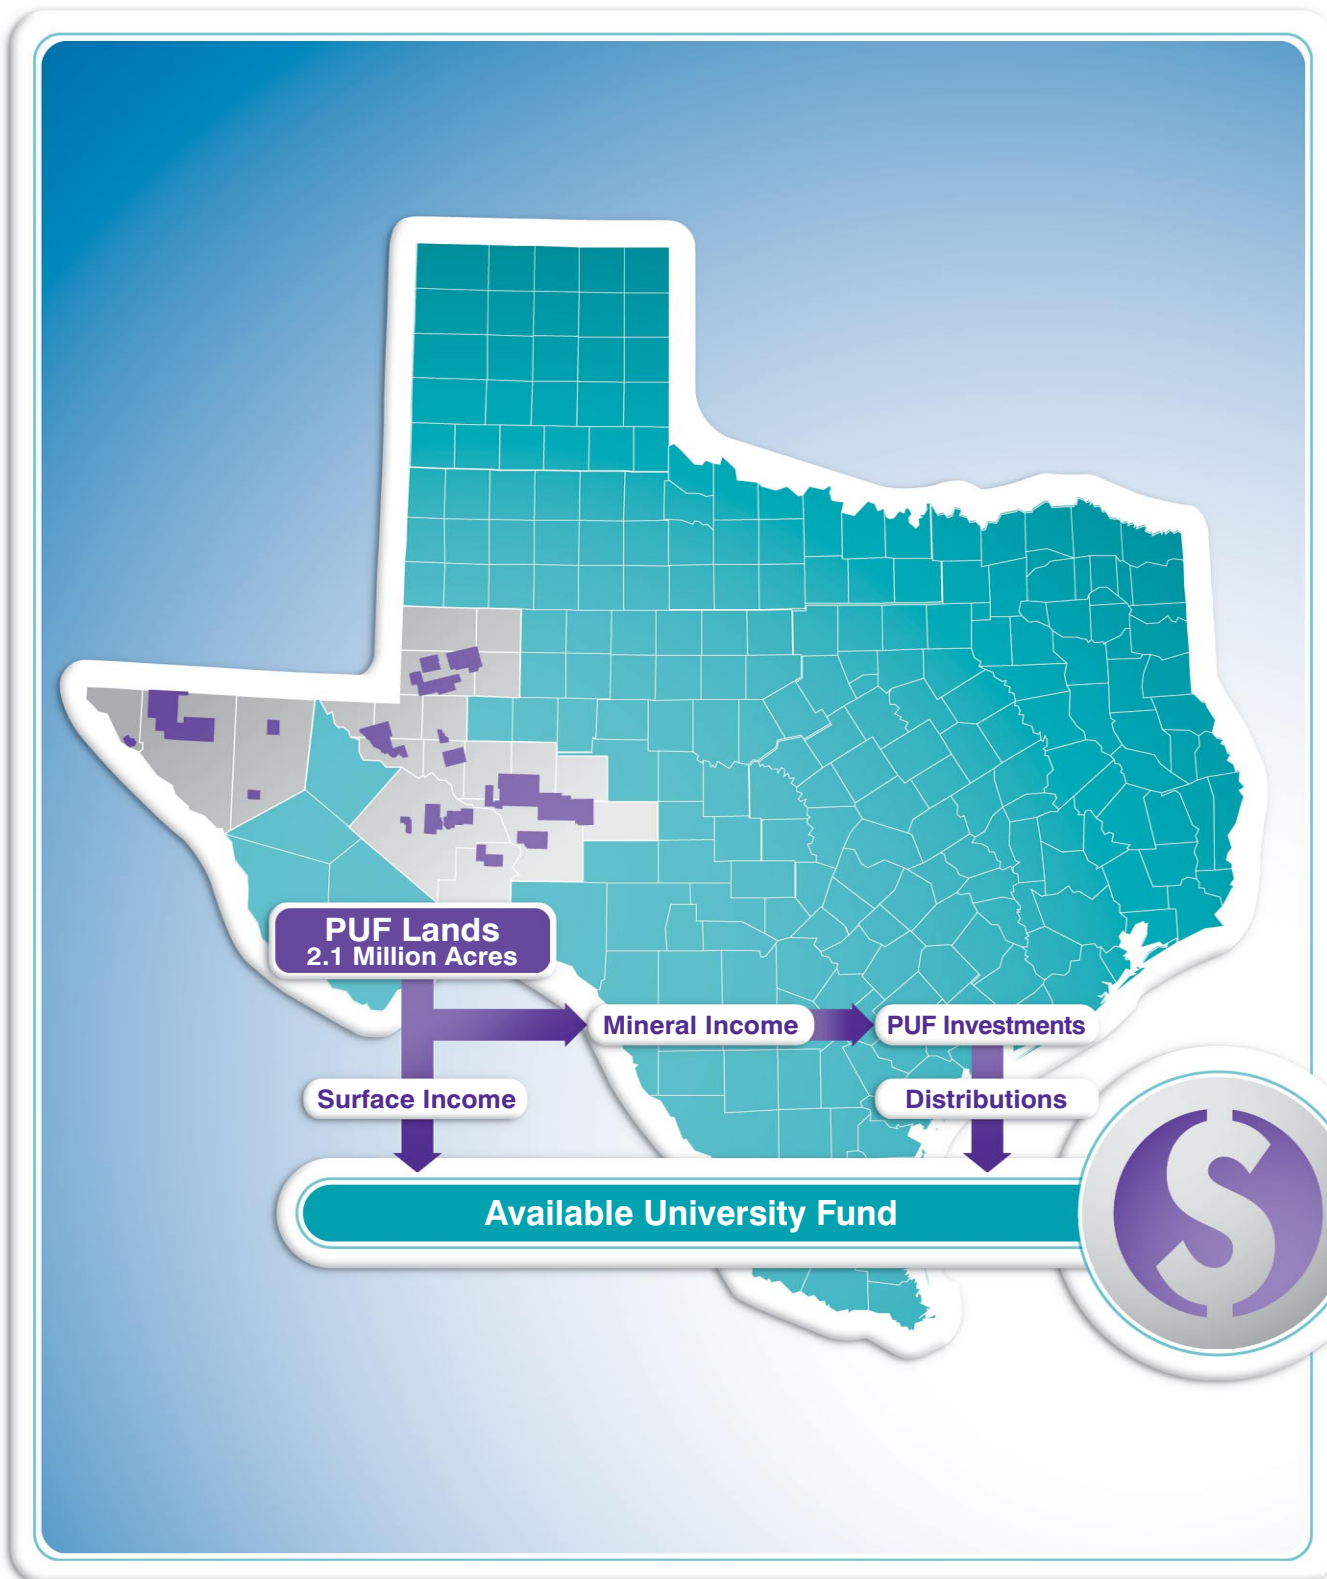 PUF Lands
2.1 Million Acres
Mineral Income
PUF Investments
Surface Income
Distributions
Available University Fund
$